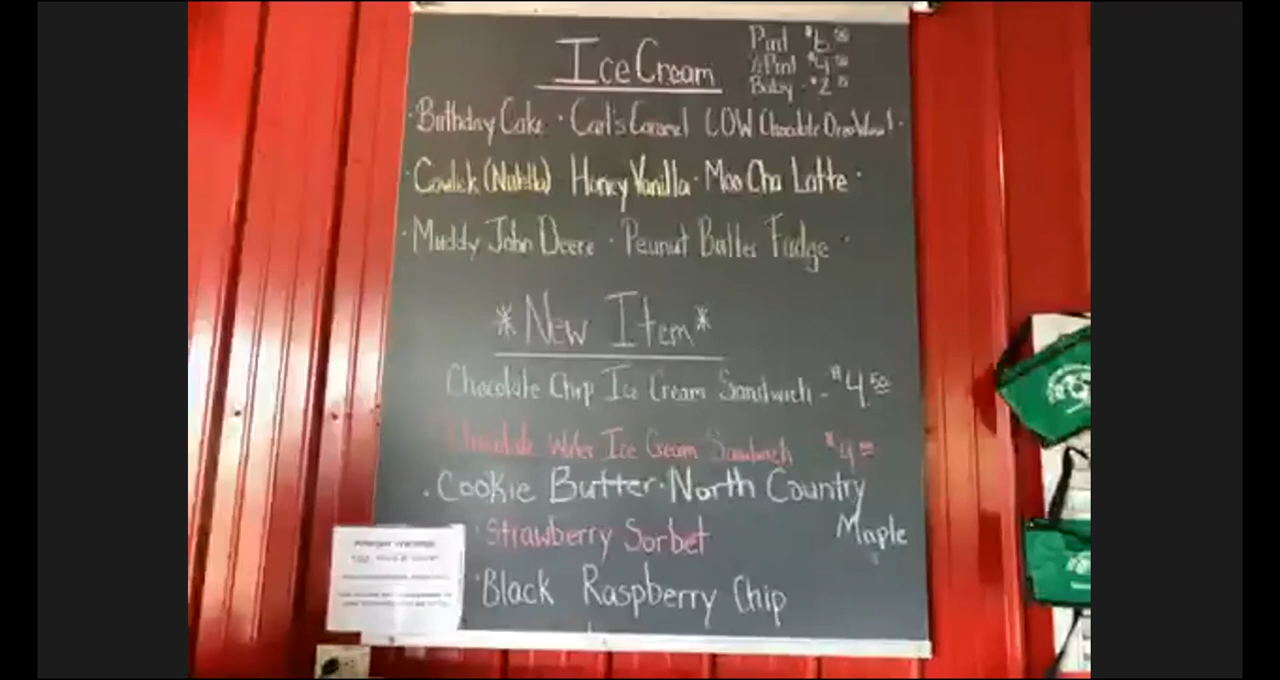 Ice Cream
Pint $6.50
½ Pint $4.50
Baby $2
· Birthday Cake · Carl's Caramel COW Chocolate Oreo Wow! ·
· Cowlick (Nutella) Honey Vanilla · Moo Cha Latte ·
· Muddy John Deere · Peanut Butter Fudge ·
*New Item*
Chocolate Chip Ice Cream Sandwich - $4.50
Chocolate Wafer Ice Cream Sandwich $4
· Cookie Butter · North Country
Maple
· Strawberry Sorbet
· Black Raspberry Chip